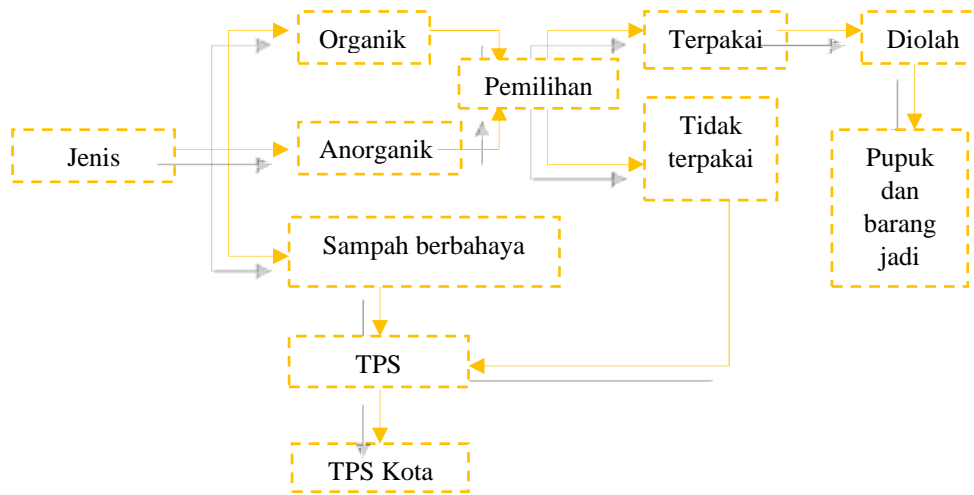 Organik
Terpakai
Diolah
Pemilihan
Jenis
Anorganik
Tidak
terpakai
Pupuk
dan
barang
jadi
Sampah berbahaya
TPS
TPS Kota